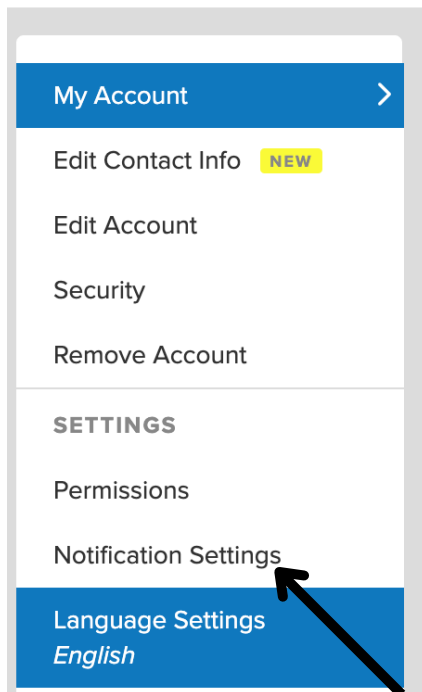 My Account
Edit Contact Info NEW
Edit Account
Security
Remove Account
SETTINGS
Permissions
Notification Settings
Language Settings
English